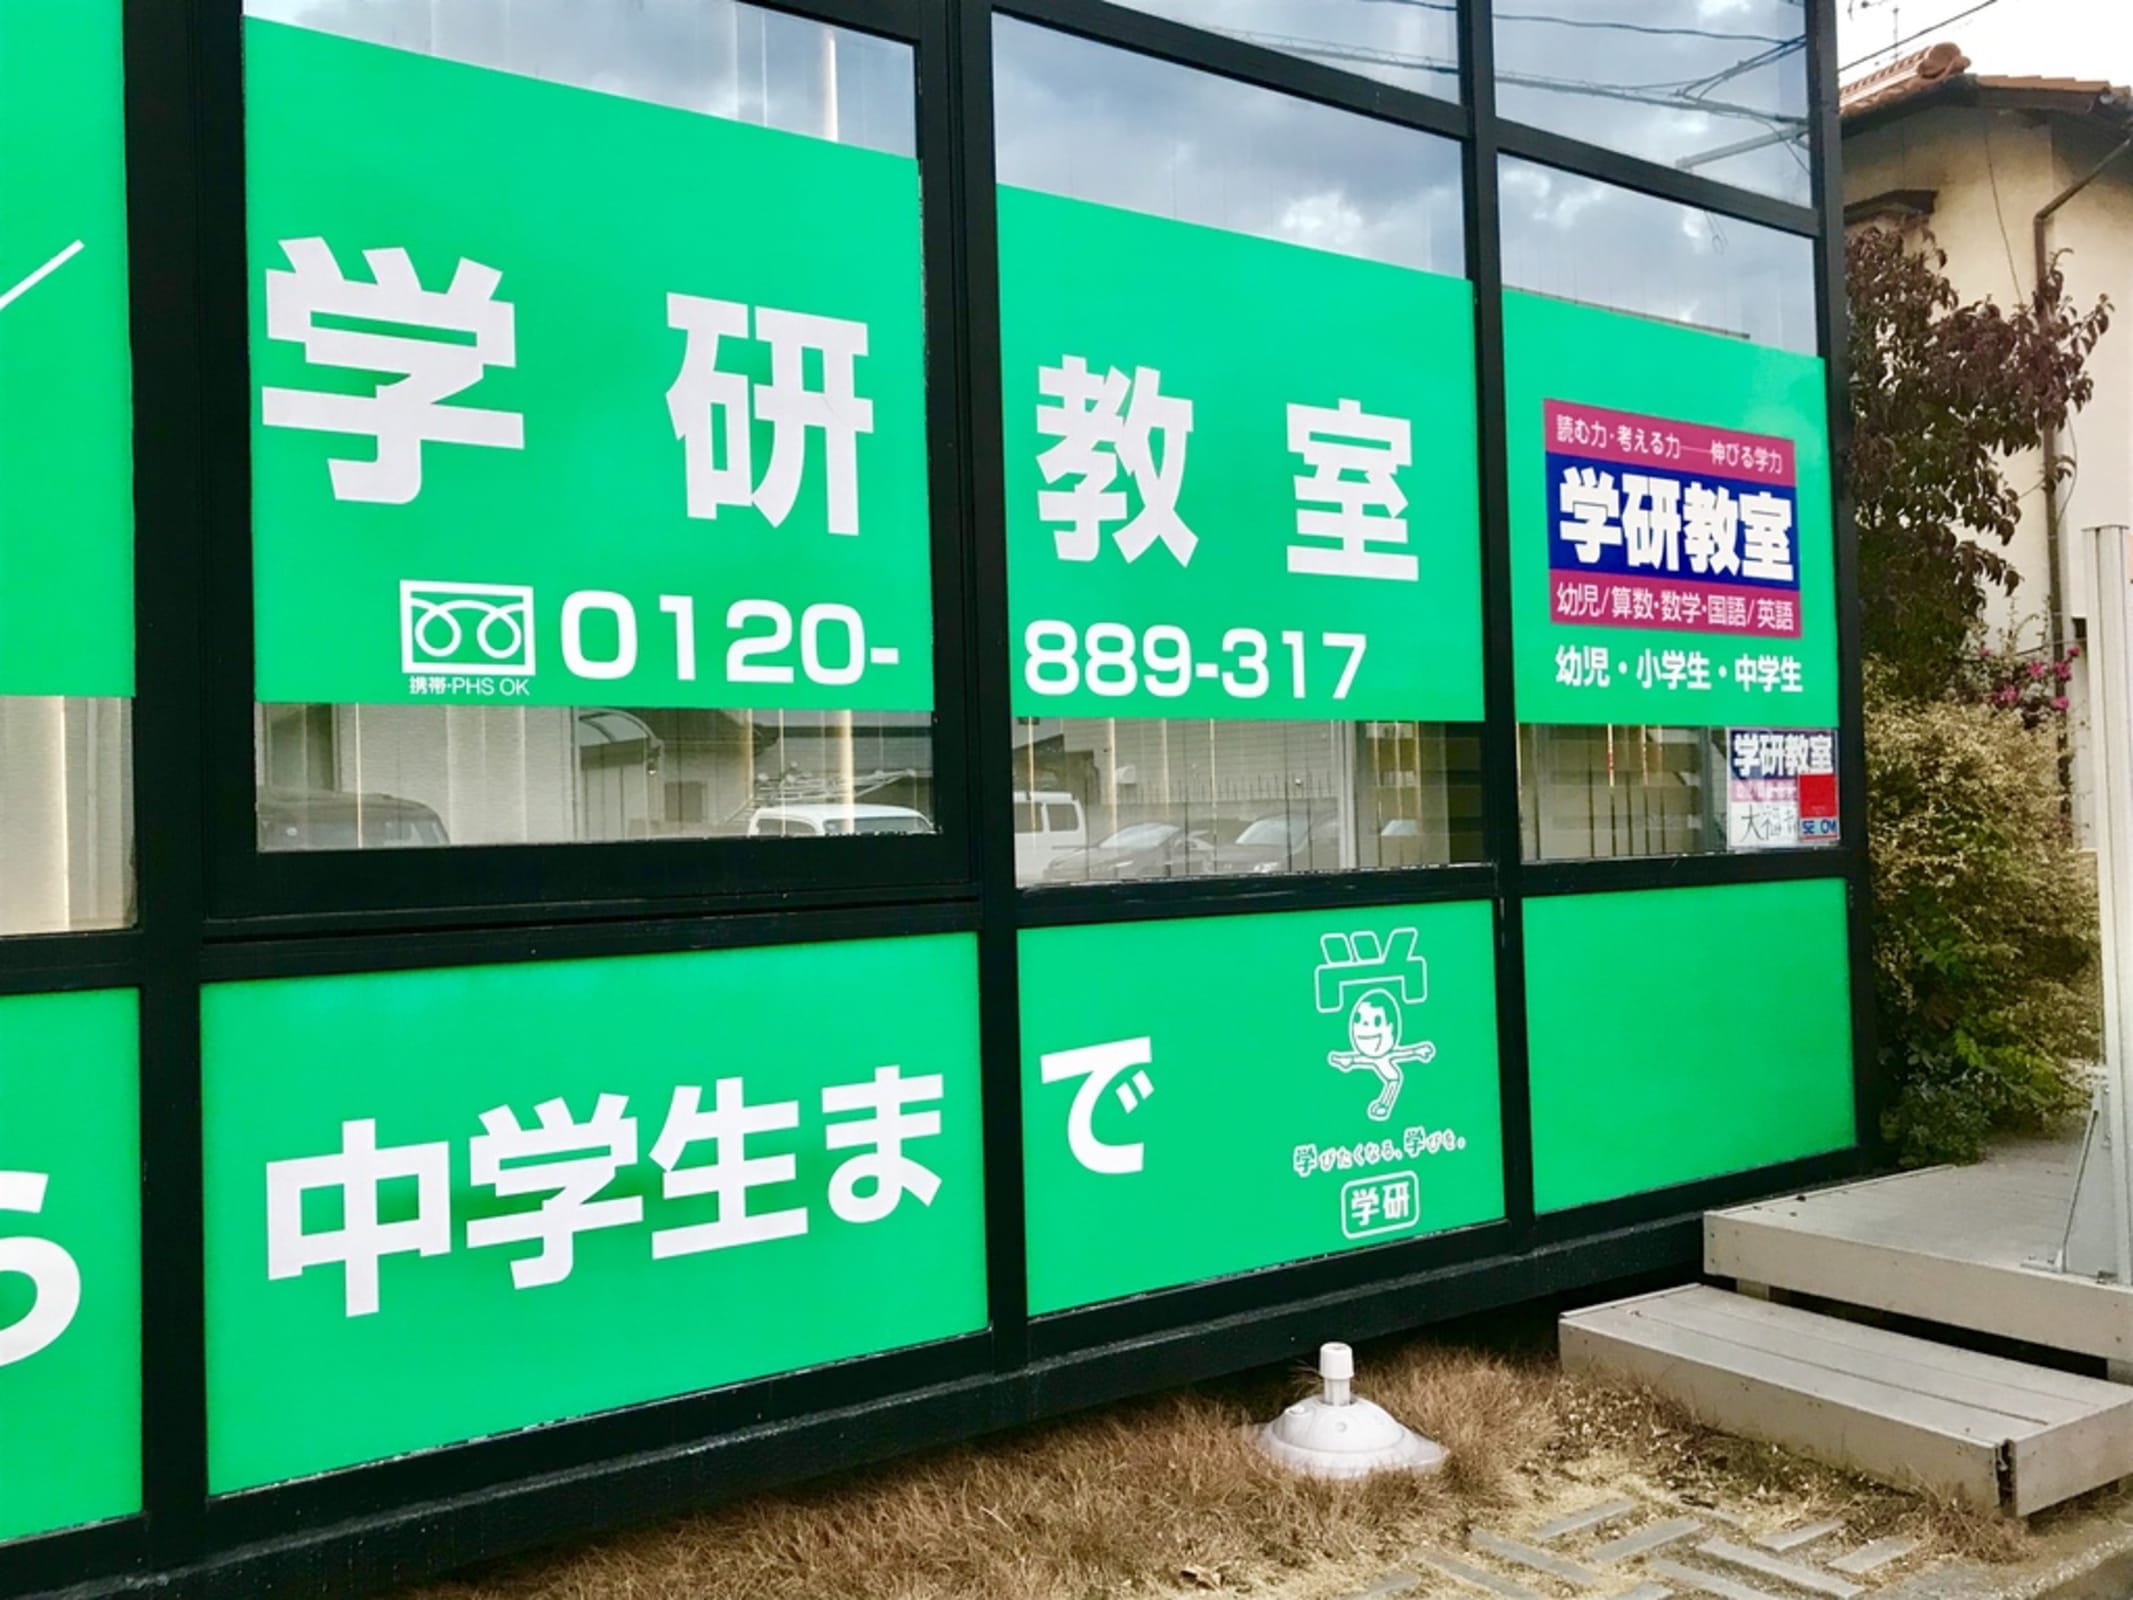 学研教室
0120-889-317
携帯・PHS OK
読む力・考える力──伸びる学力
学研教室
幼児/算数・数学・国語/英語
幼児・小学生・中学生
学研教室
ら中学生まで
学びたくなる、学びを。
学研